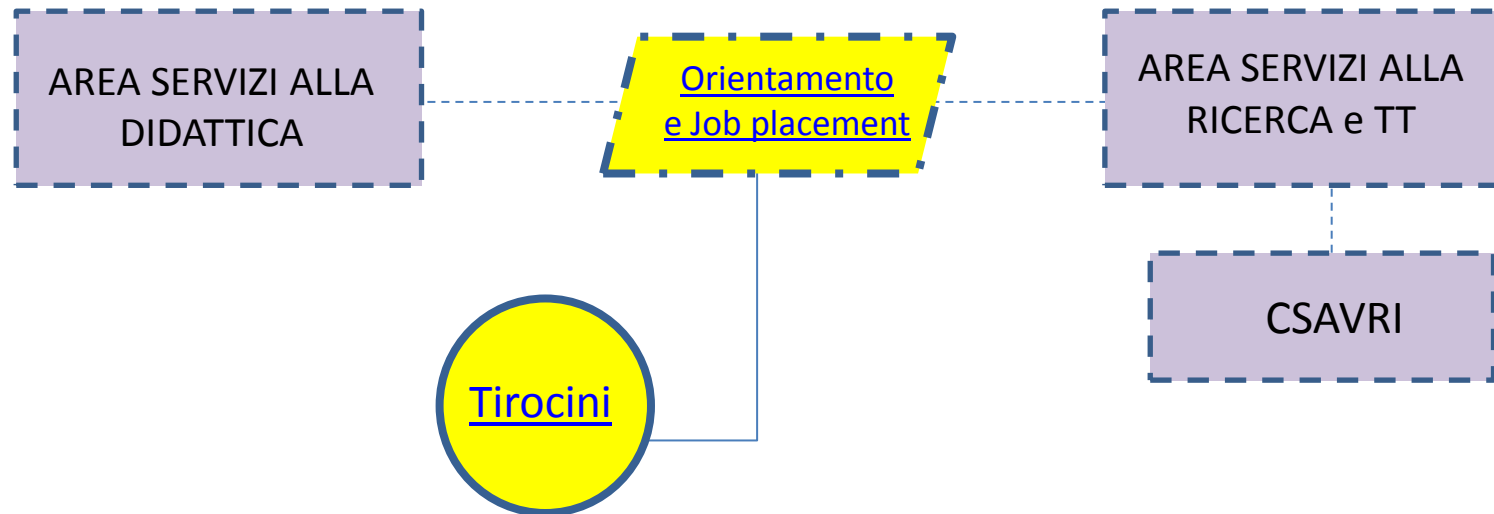 AREA SERVIZI ALLA
DIDATTICA
Orientamento
e Job placement
AREA SERVIZI ALLA
RICERCA e TT
CSAVRI
Tirocini